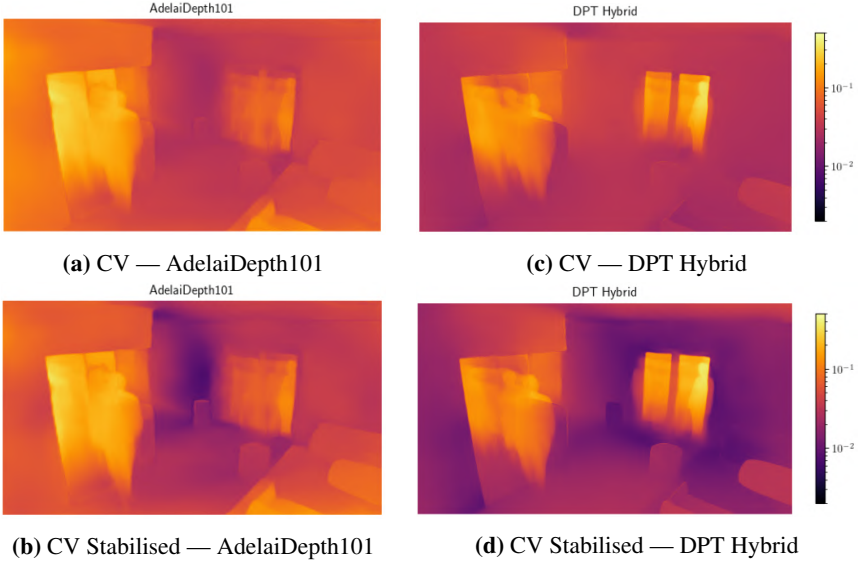 AdelaiDepth101
DPT Hybrid
10⁻¹
10⁻²
(a) CV — AdelaiDepth101
(c) CV — DPT Hybrid
AdelaiDepth101
DPT Hybrid
10⁻¹
10⁻²
(b) CV Stabilised — AdelaiDepth101
(d) CV Stabilised — DPT Hybrid